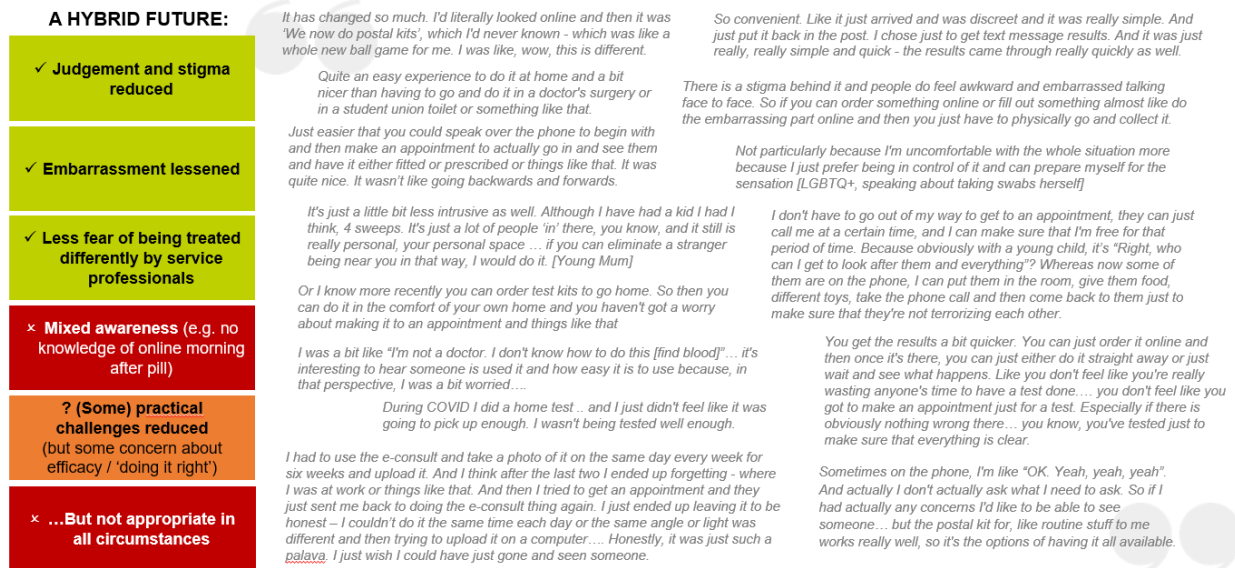 A HYBRID FUTURE:
✓ Judgement and stigma
reduced
✓ Embarrassment lessened
✓ Less fear of being treated
differently by service
professionals
× Mixed awareness (e.g. no
knowledge of online morning
after pill)
? (Some) practical
challenges reduced
(but some concern about
efficacy / ‘doing it right’)
× …But not appropriate in
all circumstances
It has changed so much. I'd literally looked online and then it was
‘We now do postal kits’, which I'd never known - which was like a
whole new ball game for me. I was like, wow, this is different.
Quite an easy experience to do it at home and a bit
nicer than having to go and do it in a doctor's surgery or
in a student union toilet or something like that.
Just easier that you could speak over the phone to begin with
and then make an appointment to actually go in and see them
and have it either fitted or prescribed or things like that. It was
quite nice. It wasn’t like going backwards and forwards.
It's just a little bit less intrusive as well. Although I have had a kid I had I
think, 4 sweeps. It's just a lot of people ‘in’ there, you know, and it still is
really personal, your personal space … if you can eliminate a stranger
being near you in that way, I would do it. [Young Mum]
Or I know more recently you can order test kits to go home. So then you
can do it in the comfort of your own home and you haven't got a worry
about making it to an appointment and things like that
I was a bit like “I'm not a doctor. I don't know how to do this [find blood]”… it's
interesting to hear someone is used it and how easy it is to use because, in
that perspective, I was a bit worried….
During COVID I did a home test .. and I just didn't feel like it was
going to pick up enough. I wasn't being tested well enough.
I had to use the e-consult and take a photo of it on the same day every week for
six weeks and upload it. And I think after the last two I ended up forgetting - where
I was at work or things like that. And then I tried to get an appointment and they
just sent me back to doing the e-consult thing again. I just ended up leaving it to be
honest – I couldn’t do it the same time each day or the same angle or light was
different and then trying to upload it on a computer…. Honestly, it was just such a
palava. I just wish I could have just gone and seen someone.
So convenient. Like it just arrived and was discreet and it was really simple. And
just put it back in the post. I chose just to get text message results. And it was just
really, really simple and quick - the results came through really quickly as well.
There is a stigma behind it and people do feel awkward and embarrassed talking
face to face. So if you can order something online or fill out something almost like do
the embarrassing part online and then you just have to physically go and collect it.
Not particularly because I'm uncomfortable with the whole situation more
because I just prefer being in control of it and can prepare myself for the
sensation [LGBTQ+, speaking about taking swabs herself]
I don't have to go out of my way to get to an appointment, they can just
call me at a certain time, and I can make sure that I'm free for that
period of time. Because obviously with a young child, it’s “Right, who
can I get to look after them and everything”? Whereas now some of
them are on the phone, I can put them in the room, give them food,
different toys, take the phone call and then come back to them just to
make sure that they're not terrorizing each other.
You get the results a bit quicker. You can just order it online and
then once it's there, you can just either do it straight away or just
wait and see what happens. Like you don't feel like you're really
wasting anyone's time to have a test done…. you don't feel like you
got to make an appointment just for a test. Especially if there is
obviously nothing wrong there… you know, you've tested just to
make sure that everything is clear.
Sometimes on the phone, I'm like “OK. Yeah, yeah, yeah”.
And actually I don't actually ask what I need to ask. So if I
had actually any concerns I'd like to be able to see
someone… but the postal kit for, like routine stuff to me
works really well, so it's the options of having it all available.